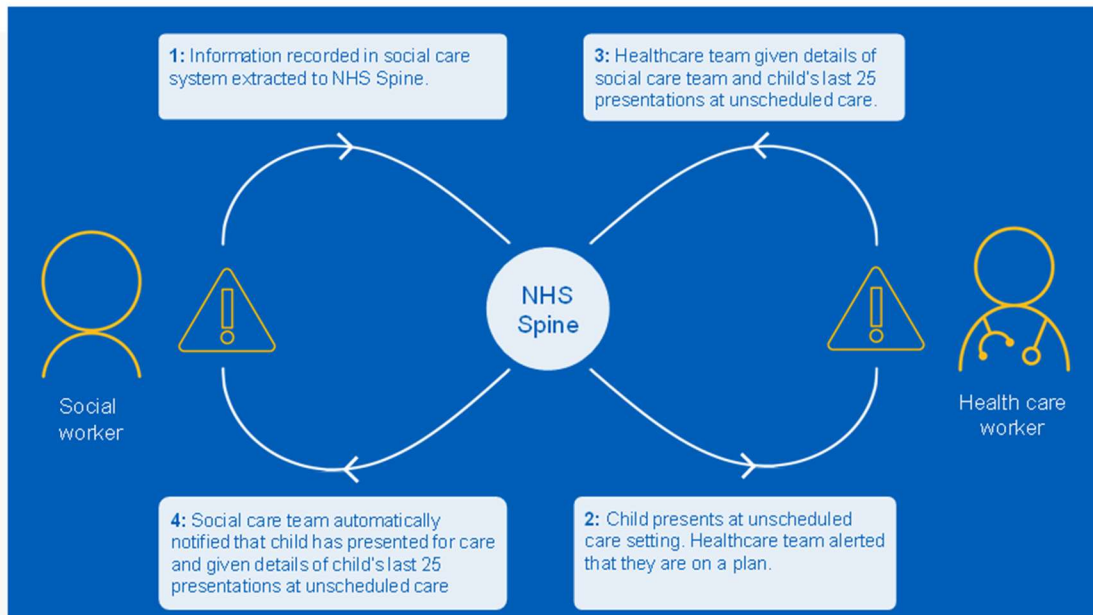 1: Information recorded in social care
system extracted to NHS Spine.
3: Healthcare team given details of
social care team and child's last 25
presentations at unscheduled care.
NHS
Spine
Social
worker
Health care
worker
4: Social care team automatically
notified that child has presented for care
and given details of child's last 25
presentations at unscheduled care
2: Child presents at unscheduled
care setting. Healthcare team alerted
that they are on a plan.